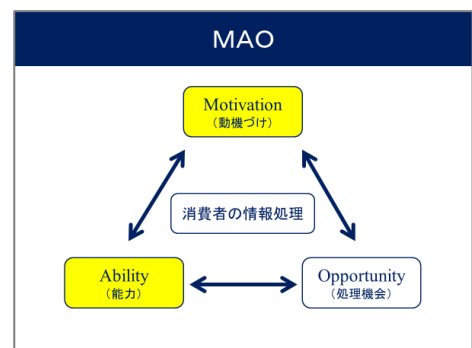 MAO
Motivation
（動機づけ）
消費者の情報処理
Ability
（能力）
Opportunity
（処理機会）